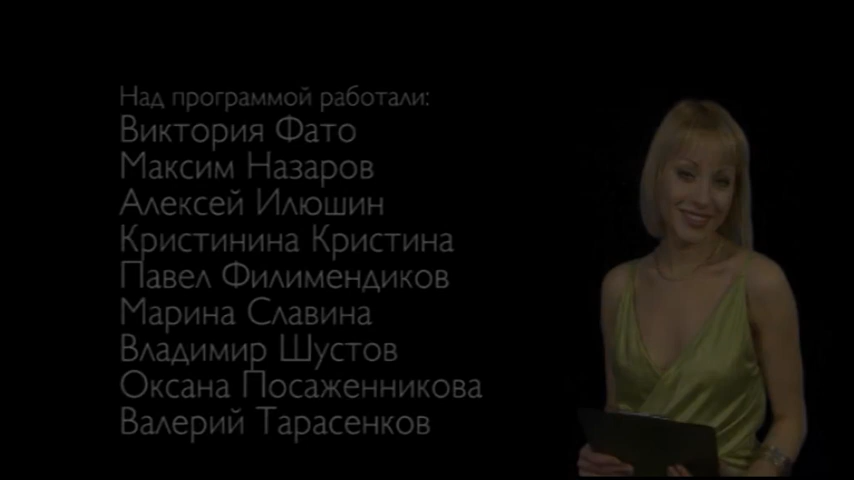 Над программой работали:
Виктория Фато
Максим Назаров
Алексей Илюшин
Кристинина Кристина
Павел Филимендиков
Марина Славина
Владимир Шустов
Оксана Посаженникова
Валерий Тарасенков